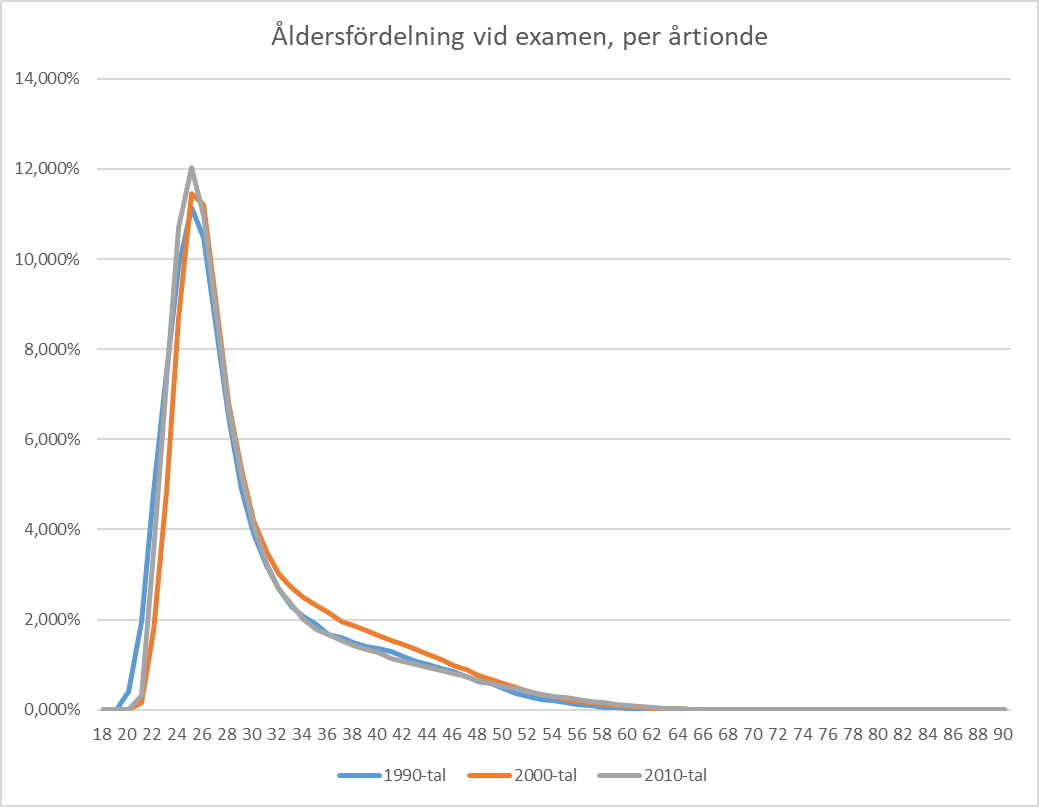 Åldersfördelning vid examen, per årtionde
14,000%
12,000%
10,000%
8,000%
6,000%
4,000%
2,000%
0,000%
18 20 22 24 26 28 30 32 34 36 38 40 42 44 46 48 50 52 54 56 58 60 62 64 66 68 70 72 74 76 78 80 82 84 86 88 90
1990-tal 2000-tal 2010-tal